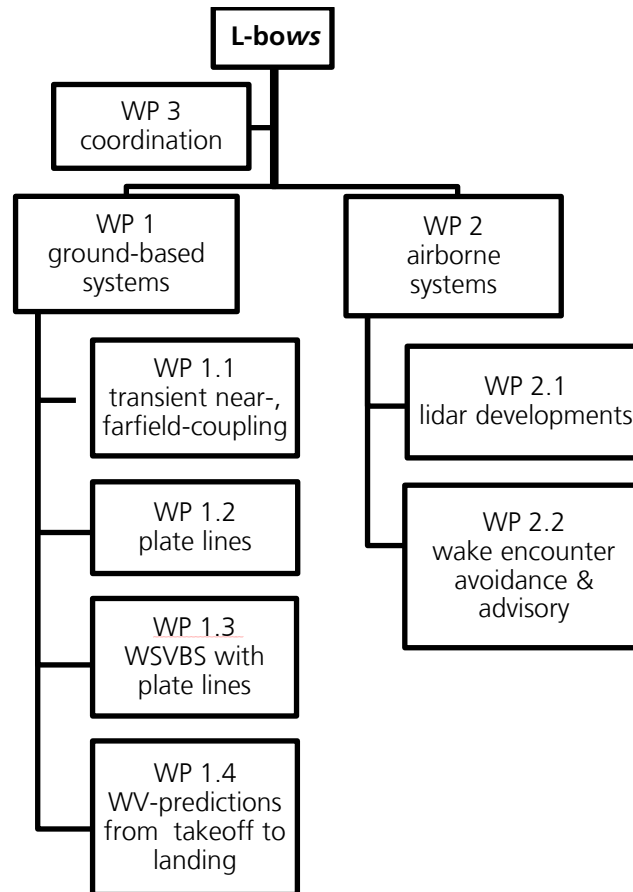 L-bows
WP 3
coordination
WP 1
ground-based
systems
WP 2
airborne
systems
WP 1.1
transient near-,
farfield-coupling
WP 1.2
plate lines
WP 1.3
WSVBS with
plate lines
WP 1.4
WV-predictions
from takeoff to
landing
WP 2.1
lidar developments
WP 2.2
wake encounter
avoidance &
advisory